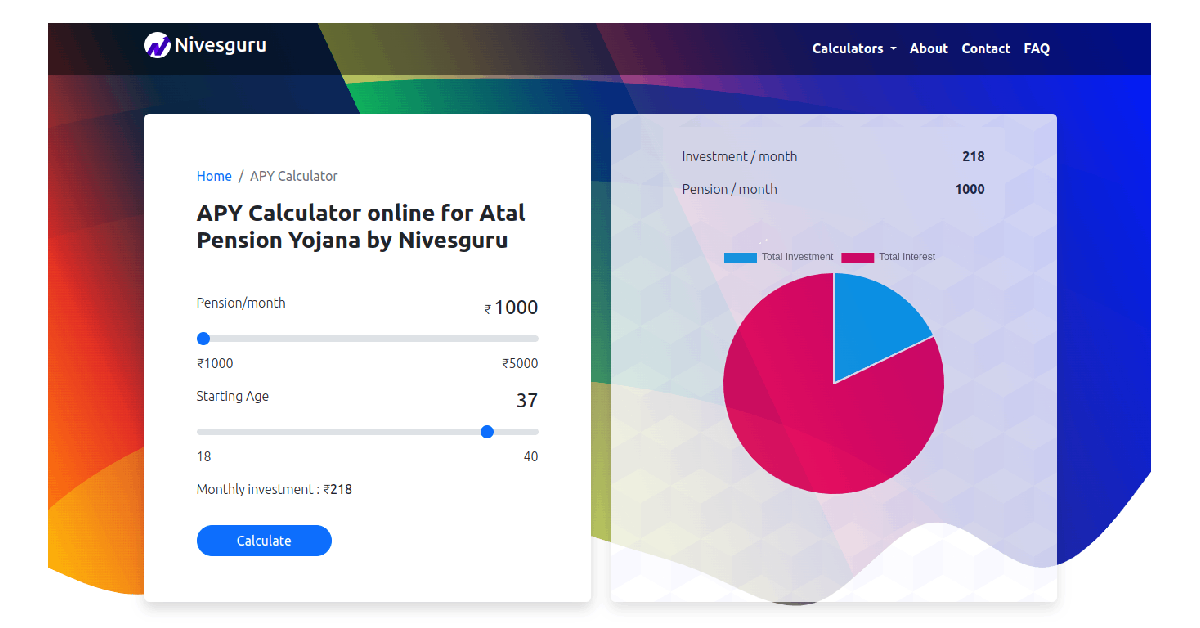 Nivesguru
Calculators About Contact FAQ
Home / APY Calculator
APY Calculator online for Atal
Pension Yojana by Nivesguru
Pension/month
₹ 1000
₹1000 ₹5000
Starting Age
37
18 40
Monthly investment : ₹218
Calculate
Investment / month 218
Pension / month 1000
Total Investment Total Interest